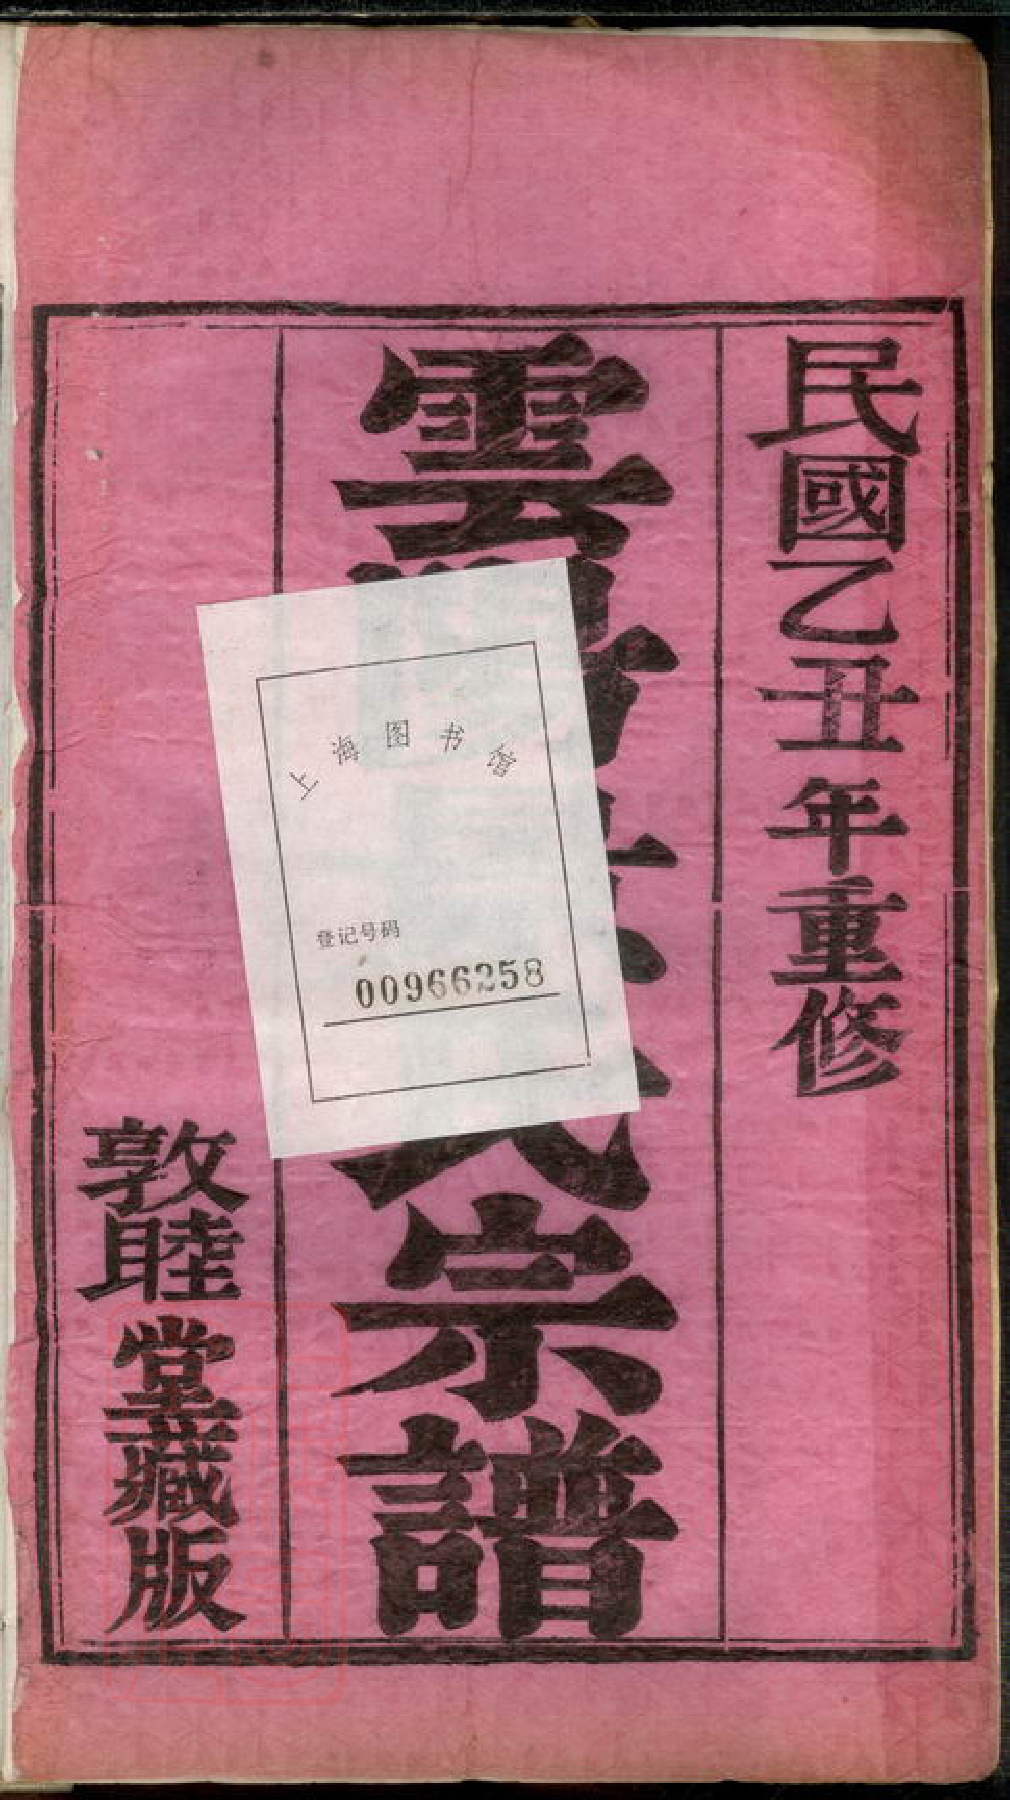 民國乙丑年重修
雲
氏宗譜
敦睦堂藏版
上海图书馆
登记号码
00966258